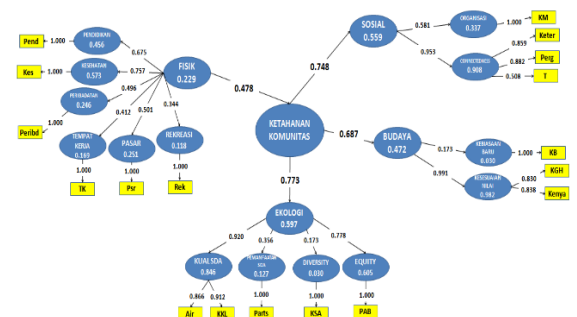 SOSIAL
0.559
ORGANISASI
0.337
0.581
1.000
KM
0.953
0.908
0.859
Keter
0.882
Perg
0.508
T
Pend
1.000
PENDIDIKAN
0.456
0.675
Kes
1.000
KESEHATAN
0.573
0.757
FISIK
0.229
PERIBADATAN
0.246
0.496
1.000
Peribd
0.412
TEMPAT
KERJA
0.169
1.000
TK
0.501
PASAR
0.251
1.000
Psr
0.344
REKREASI
0.118
1.000
Rek
0.478
0.748
KETAHANAN
KOMUNITAS
0.687
BUDAYA
0.472
0.173
KEBIASAAN
BARU
0.030
1.000
KB
0.991
KESESUAIAN
NILAI
0.982
0.830
KGH
0.838
Kenya
0.773
EKOLOGI
0.597
0.920
0.356
0.173
0.778
KUAL SDA
0.846
PEMANFAATAN
SDA
0.127
DIVERSITY
0.030
EQUITY
0.605
0.866
0.912
1.000
1.000
1.000
Air
KKL
Parts
KSA
PAB